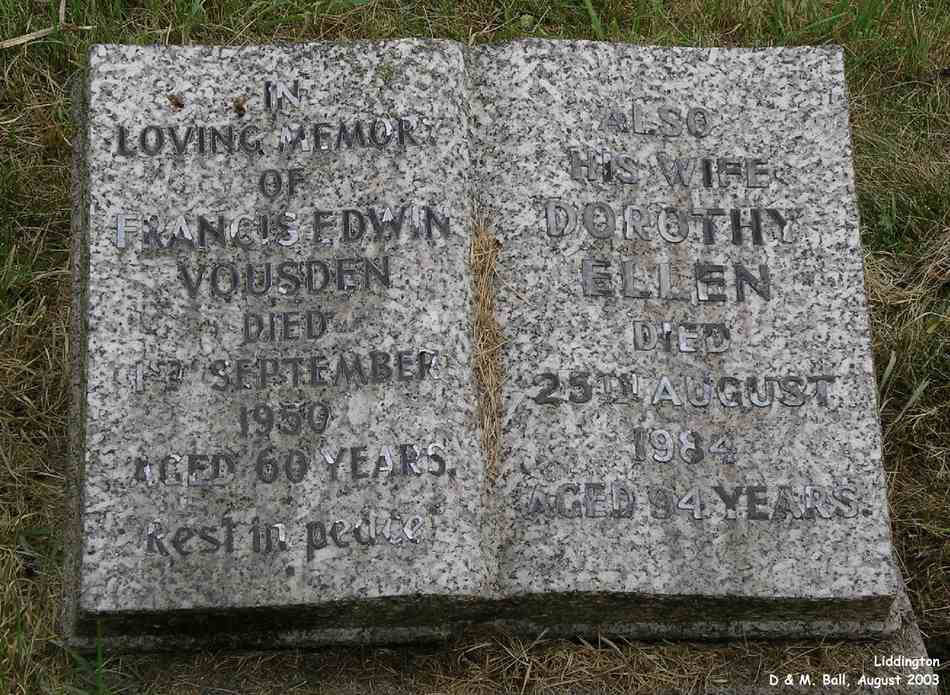 IN
LOVING MEMORY
OF
FRANCIS EDWIN
VOUSDEN
DIED
1ST SEPTEMBER
1950
AGED 60 YEARS.
Rest in peace
ALSO
HIS WIFE
DOROTHY
ELLEN
DIED
25TH AUGUST
1984
AGED 94 YEARS.
Liddington
D & M. Ball, August 2003